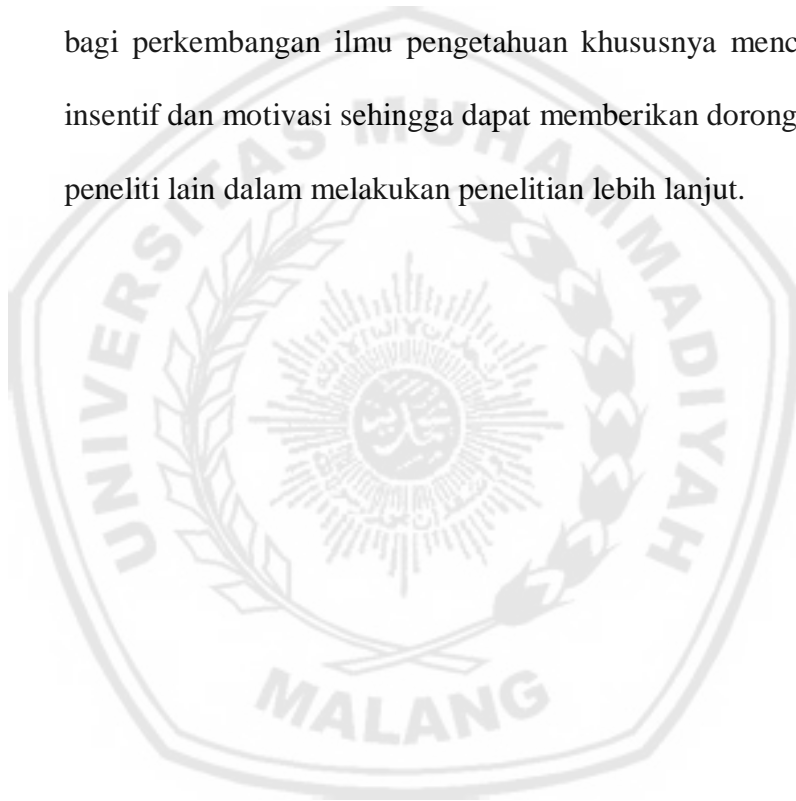 bagi perkembangan ilmu pengetahuan khususnya menc
insentif dan motivasi sehingga dapat memberikan dorong
peneliti lain dalam melakukan penelitian lebih lanjut.
UNIVERSITAS MUHAMMADIYAH
MALANG